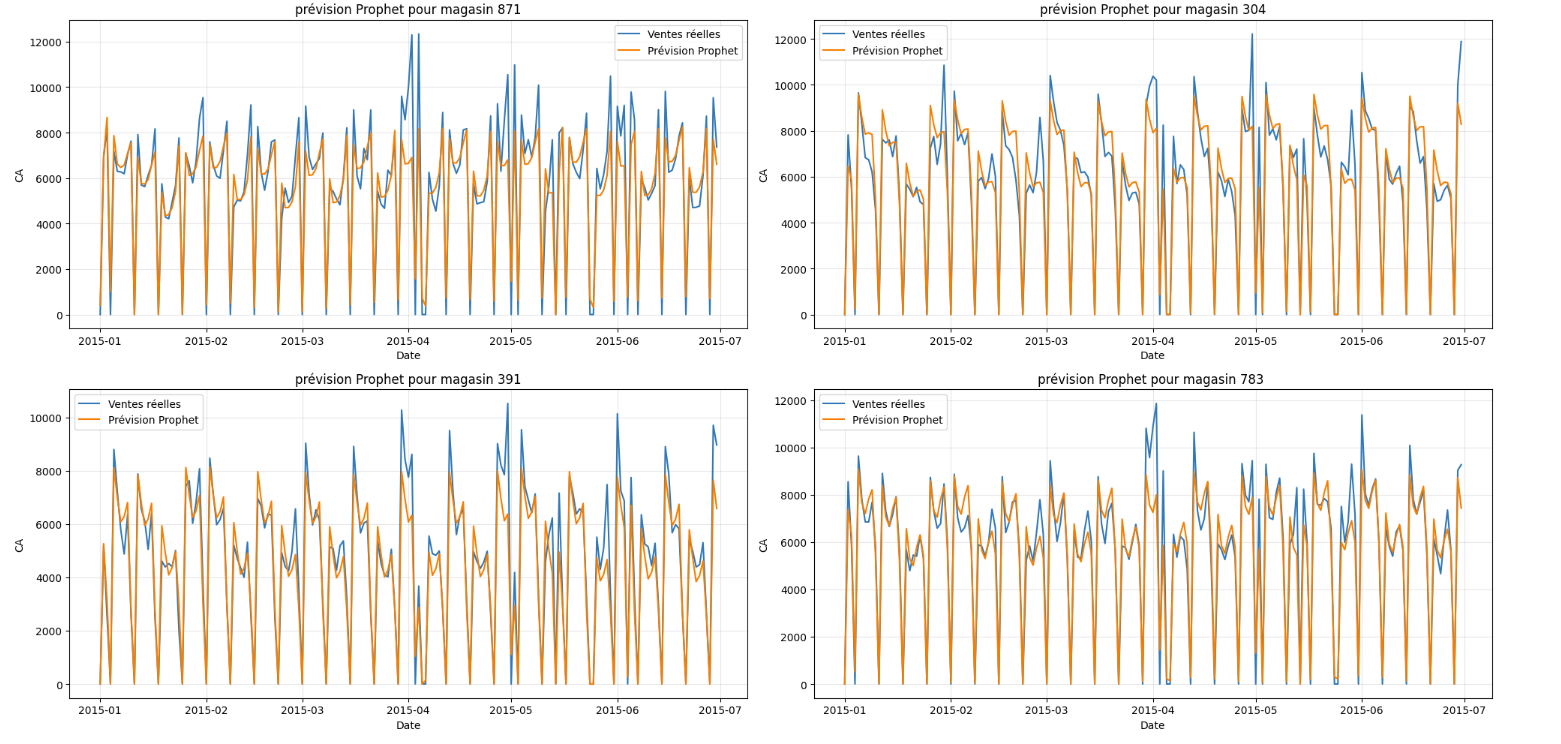 prévision Prophet pour magasin 871
Ventes réelles
Prévision Prophet
CA
12000
10000
8000
6000
4000
2000
0
2015-01 2015-02 2015-03 2015-04 2015-05 2015-06 2015-07
Date
prévision Prophet pour magasin 304
Ventes réelles
Prévision Prophet
CA
12000
10000
8000
6000
4000
2000
0
2015-01 2015-02 2015-03 2015-04 2015-05 2015-06 2015-07
Date
prévision Prophet pour magasin 391
Ventes réelles
Prévision Prophet
CA
10000
8000
6000
4000
2000
0
2015-01 2015-02 2015-03 2015-04 2015-05 2015-06 2015-07
Date
prévision Prophet pour magasin 783
Ventes réelles
Prévision Prophet
CA
12000
10000
8000
6000
4000
2000
0
2015-01 2015-02 2015-03 2015-04 2015-05 2015-06 2015-07
Date